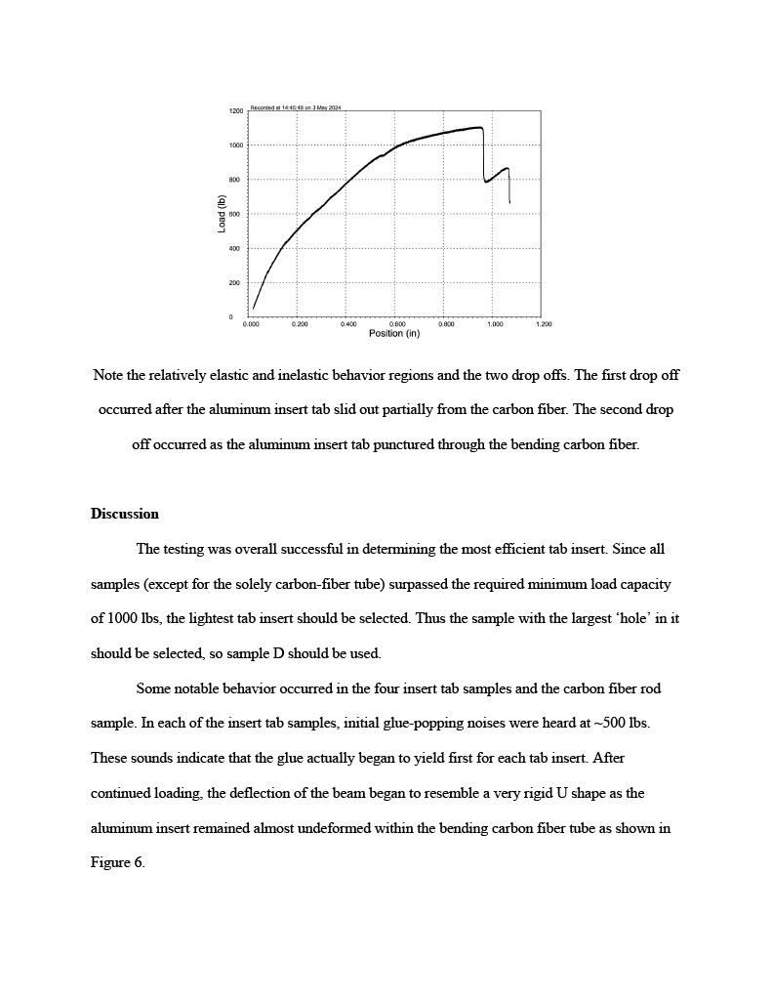 Recorded at 14:45:48 on 3 May 2024
1200
1000
800
600
400
200
0
Load (lb)
0.000 0.200 0.400 0.600 0.800 1.000 1.200
Position (in)
Note the relatively elastic and inelastic behavior regions and the two drop offs. The first drop off
occurred after the aluminum insert tab slid out partially from the carbon fiber. The second drop
off occurred as the aluminum insert tab punctured through the bending carbon fiber.
Discussion
The testing was overall successful in determining the most efficient tab insert. Since all
samples (except for the solely carbon-fiber tube) surpassed the required minimum load capacity
of 1000 lbs, the lightest tab insert should be selected. Thus the sample with the largest ‘hole’ in it
should be selected, so sample D should be used.
Some notable behavior occurred in the four insert tab samples and the carbon fiber rod
sample. In each of the insert tab samples, initial glue-popping noises were heard at ~500 lbs.
These sounds indicate that the glue actually began to yield first for each tab insert. After
continued loading, the deflection of the beam began to resemble a very rigid U shape as the
aluminum insert remained almost undeformed within the bending carbon fiber tube as shown in
Figure 6.